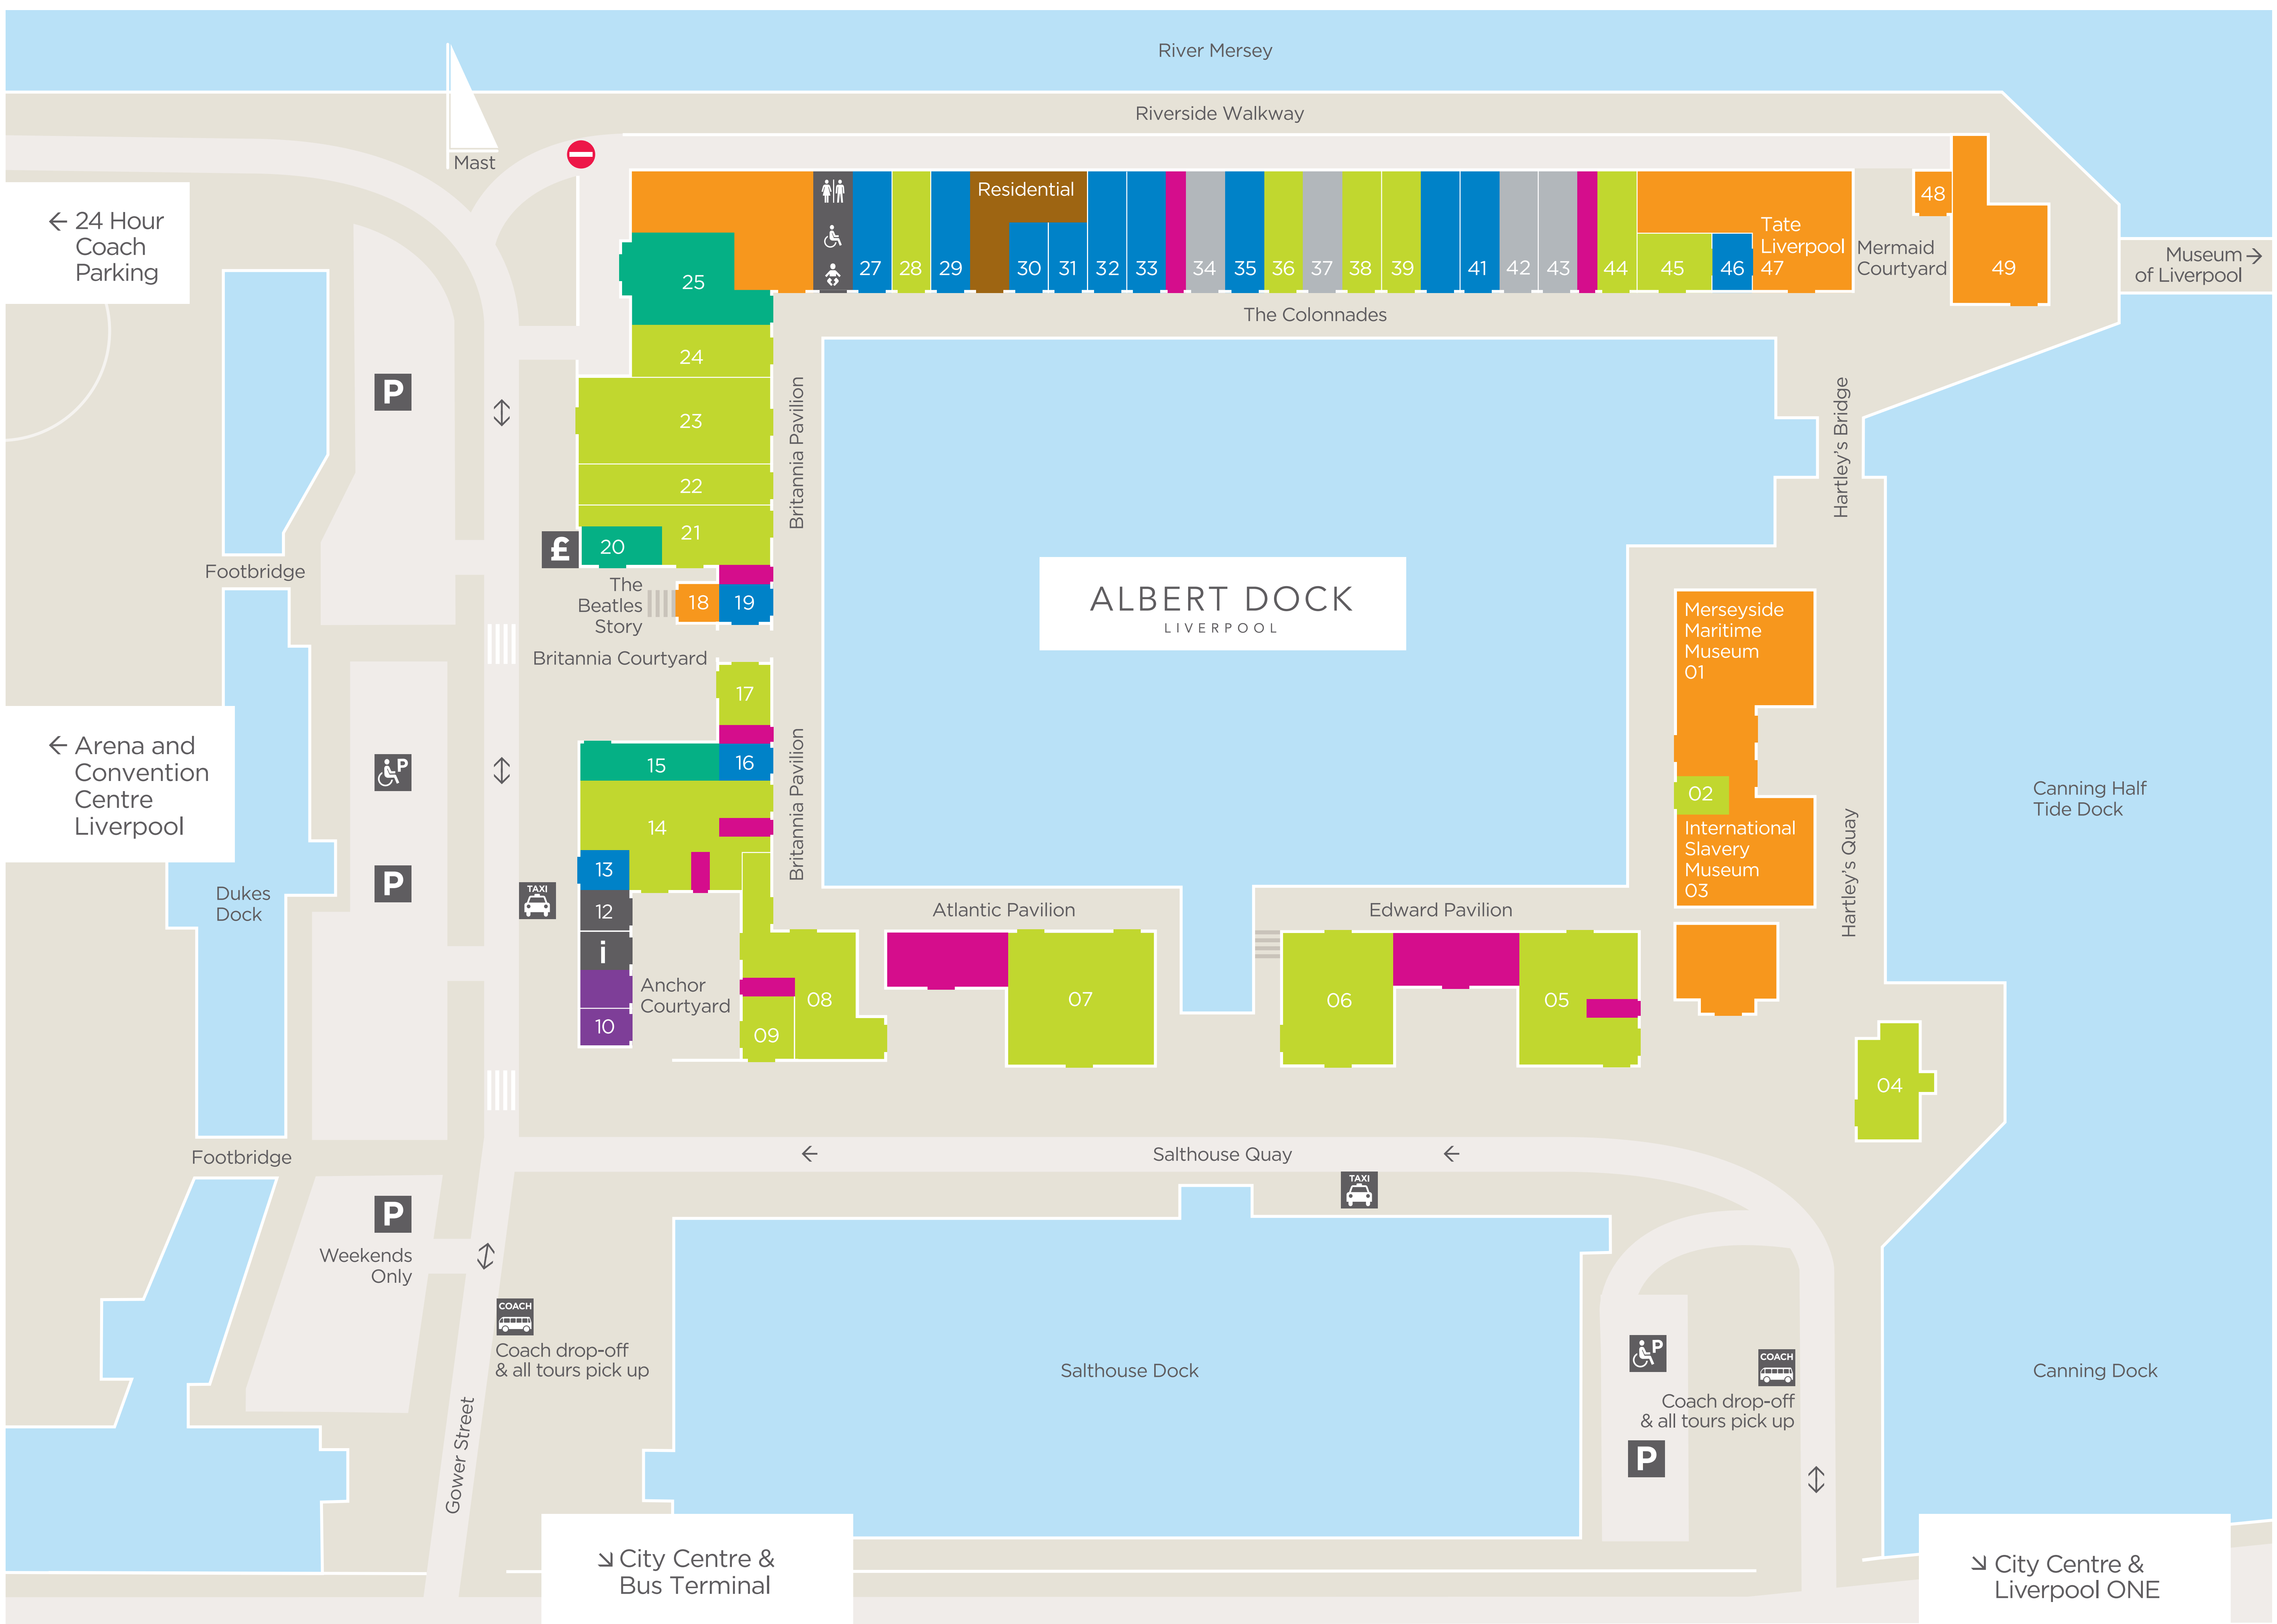 River Mersey
Riverside Walkway
Mast
← 24 Hour
Coach
Parking
Residential
25
27
28
29
30
31
32
33
34
35
36
37
38
39
41
42
43
44
45
46
Tate
Liverpool
47
Mermaid
Courtyard
48
49
Museum →
of Liverpool
The Colonnades
24
23
22
21
20
£
P
Britannia Pavilion
Hartley's Bridge
Footbridge
The
Beatles
Story
18
19
Britannia Courtyard
ALBERT DOCK
LIVERPOOL
Merseyside
Maritime
Museum
01
02
International
Slavery
Museum
03
← Arena and
Convention
Centre
Liverpool
P
P
17
16
15
14
13
12
i
10
TAXI
Britannia Pavilion
Anchor
Courtyard
Dukes
Dock
Atlantic Pavilion
Edward Pavilion
Hartley's Quay
Canning Half
Tide Dock
09
08
07
06
05
04
Footbridge
← Salthouse Quay ←
TAXI
P
Weekends
Only
COACH
Coach drop-off
& all tours pick up
Gower Street
Salthouse Dock
P
COACH
Coach drop-off
& all tours pick up
P
Canning Dock
↘ City Centre &
Bus Terminal
↘ City Centre &
Liverpool ONE